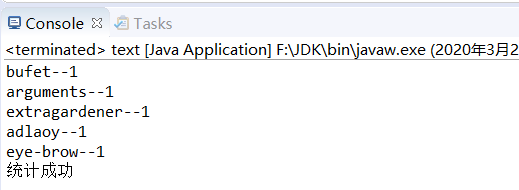 Console Tasks
<terminated> text [Java Application] F:\JDK\bin\javaw.exe (2020年3月2
bufet--1
arguments--1
extragardener--1
adlaoy--1
eye-brow--1
统计成功